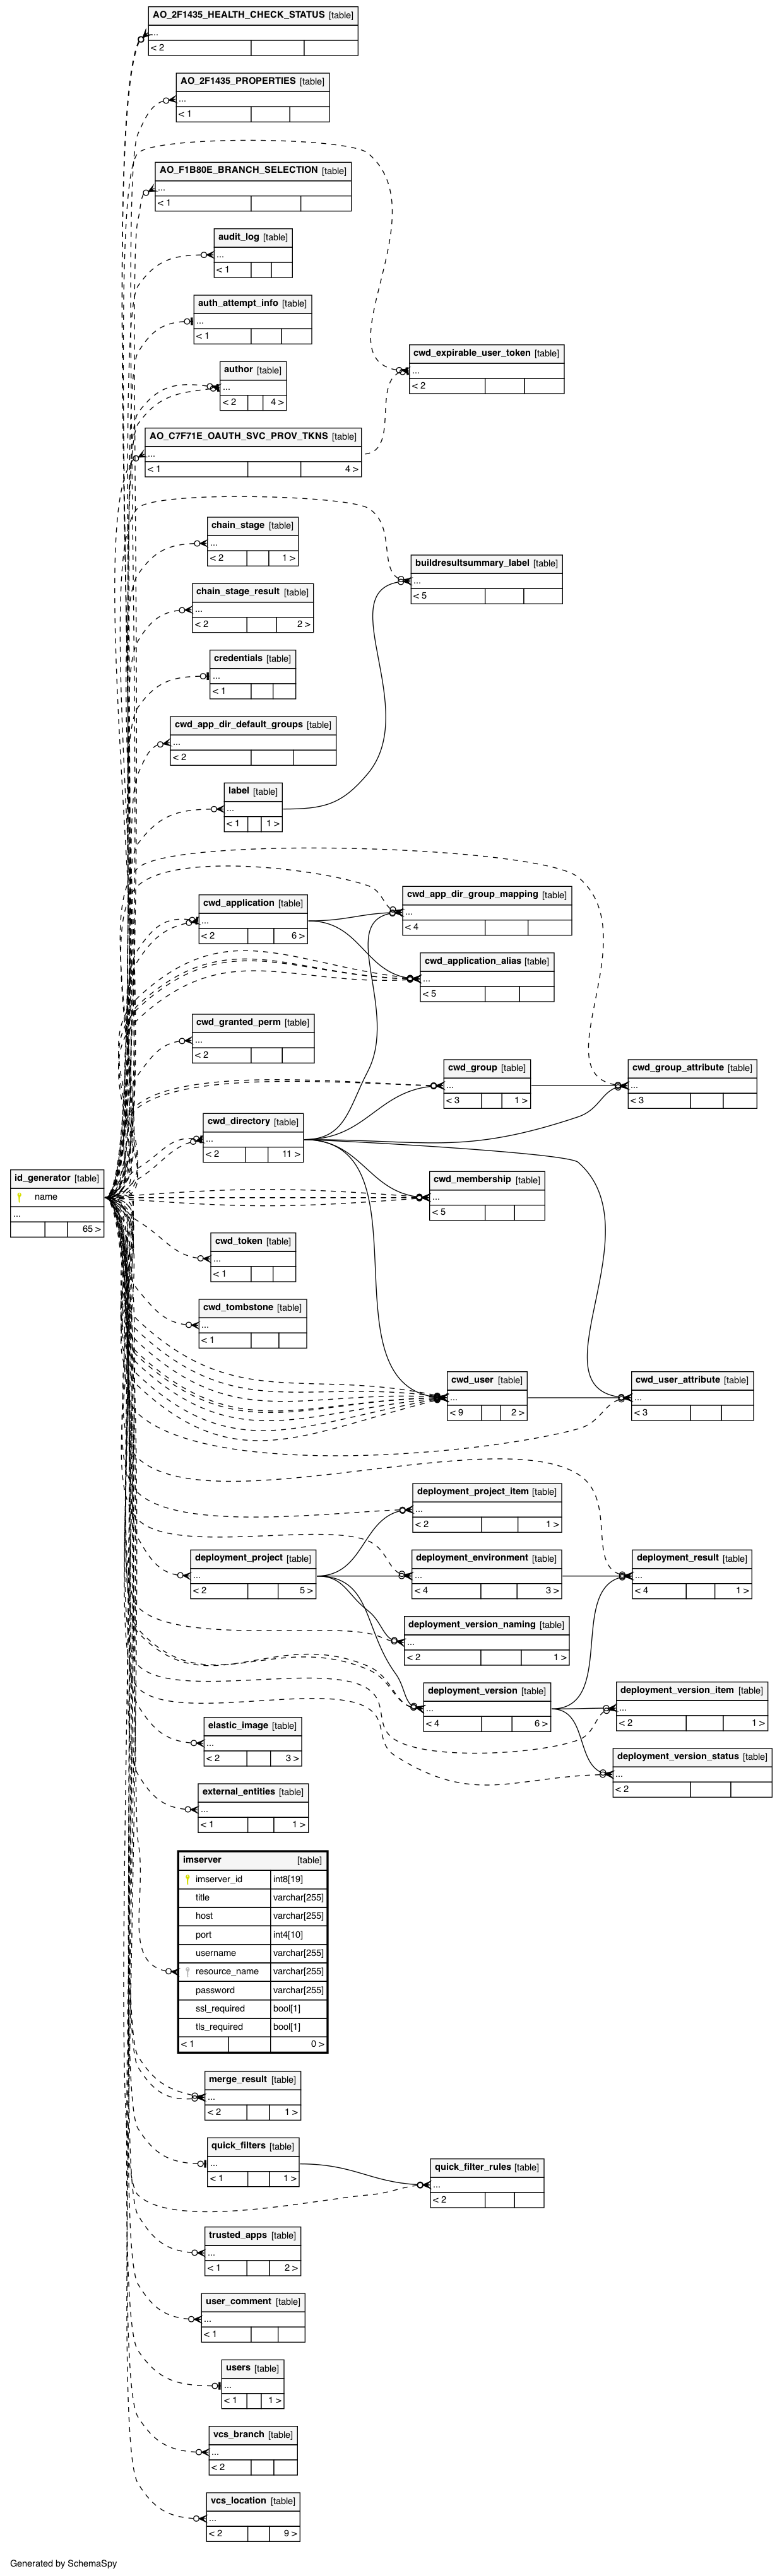 AO_2F1435_HEALTH_CHECK_STATUS [table]
...
< 2
AO_2F1435_PROPERTIES [table]
...
< 1
AO_F1B80E_BRANCH_SELECTION [table]
...
< 1
audit_log [table]
...
< 1
auth_attempt_info [table]
...
< 1
cwd_expirable_user_token [table]
...
< 2
author [table]
...
< 2 4 >
AO_C7F71E_OAUTH_SVC_PROV_TKNS [table]
...
< 1 4 >
chain_stage [table]
...
< 2 1 >
buildresultsummary_label [table]
...
< 5
chain_stage_result [table]
...
< 2 2 >
credentials [table]
...
< 1
cwd_app_dir_default_groups [table]
...
< 2
label [table]
...
< 1 1 >
cwd_application [table]
...
< 2 6 >
cwd_app_dir_group_mapping [table]
...
< 4
cwd_application_alias [table]
...
< 5
cwd_granted_perm [table]
...
< 2
cwd_group [table]
...
< 3 1 >
cwd_group_attribute [table]
...
< 3
cwd_directory [table]
...
< 2 11 >
id_generator [table]
name
...
65 >
cwd_membership [table]
...
< 5
cwd_token [table]
...
< 1
cwd_tombstone [table]
...
< 1
cwd_user [table]
...
< 9 2 >
cwd_user_attribute [table]
...
< 3
deployment_project_item [table]
...
< 2 1 >
deployment_project [table]
...
< 2 5 >
deployment_environment [table]
...
< 4 3 >
deployment_result [table]
...
< 4 1 >
deployment_version_naming [table]
...
< 2 1 >
deployment_version [table]
...
< 4 6 >
deployment_version_item [table]
...
< 2 1 >
elastic_image [table]
...
< 2 3 >
deployment_version_status [table]
...
< 2
external_entities [table]
...
< 1 1 >
imserver [table]
imserver_id int8[19]
title varchar[255]
host varchar[255]
port int4[10]
username varchar[255]
resource_name varchar[255]
password varchar[255]
ssl_required bool[1]
tls_required bool[1]
< 1 0 >
merge_result [table]
...
< 2 1 >
quick_filters [table]
...
< 1 1 >
quick_filter_rules [table]
...
< 2
trusted_apps [table]
...
< 1 2 >
user_comment [table]
...
< 1
users [table]
...
< 1 1 >
vcs_branch [table]
...
< 2
vcs_location [table]
...
< 2 9 >
Generated by SchemaSpy